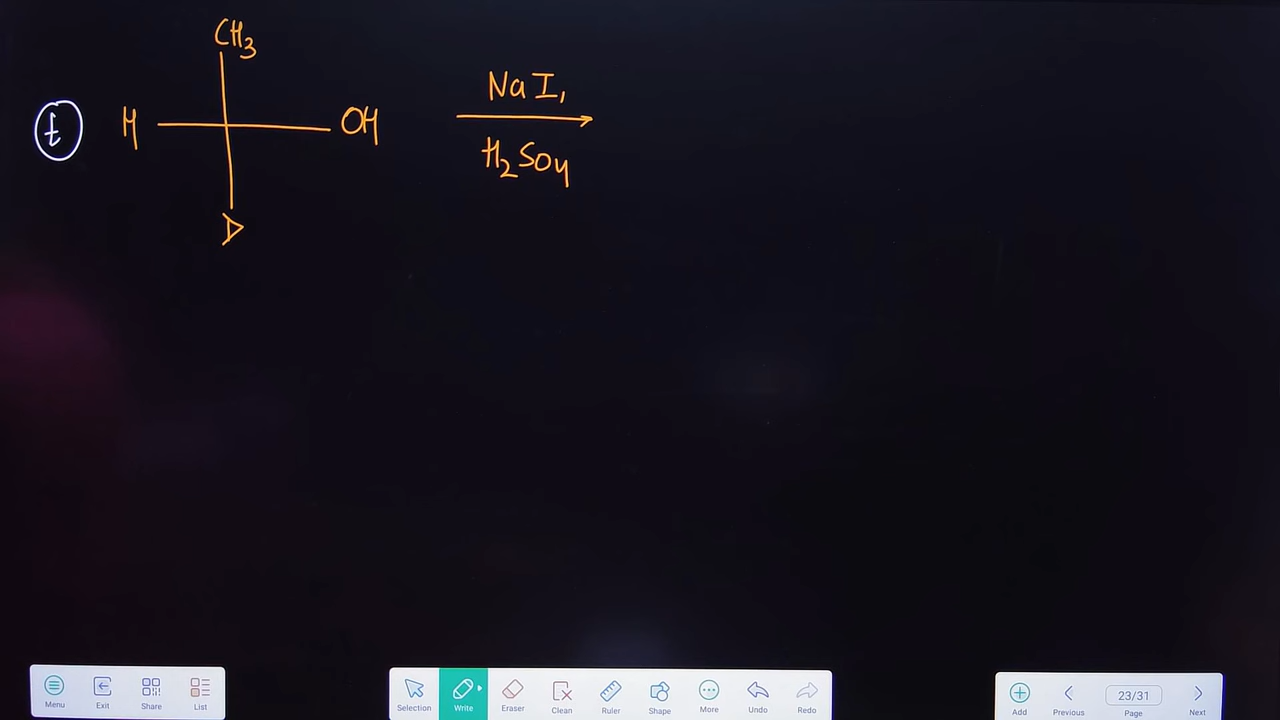 CH3
NaI,
f H OH
H2SO4
D
Menu Exit Share List Selection Write Eraser Clean Ruler Shape More Undo Redo Add Previous 23/31 Page Next